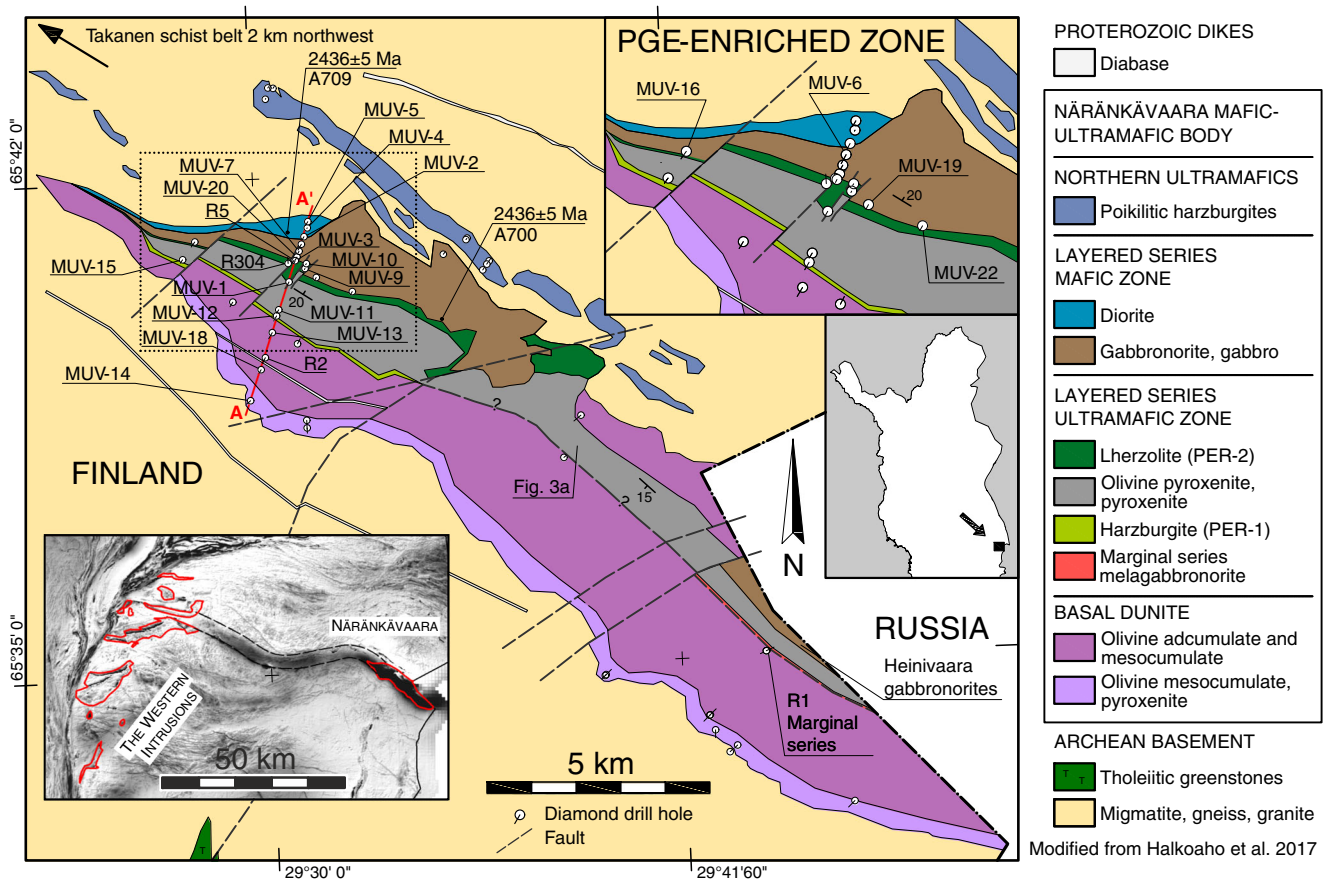 Takanen schist belt 2 km northwest
2436±5 Ma
A709
MUV-5
MUV-4
MUV-2
MUV-7
MUV-20
R5
A'
2436±5 Ma
A700
MUV-3
MUV-10
MUV-9
MUV-15
R304
MUV-1
20
MUV-12
MUV-11
MUV-13
MUV-18
R2
MUV-14
A
?
Fig. 3a
?
15
FINLAND
RUSSIA
N
Heinivaara
gabbronorites
R1
Marginal
series
PGE-ENRICHED ZONE
MUV-16
MUV-6
MUV-19
20
MUV-22
NÄRÄNKÄVAARA
THE WESTERN
INTRUSIONS
50 km
5 km
Diamond drill hole
Fault
T
65°42' 0"
65°35' 0"
29°30' 0"
29°41'60"
PROTEROZOIC DIKES
Diabase
NÄRÄNKÄVAARA MAFIC-
ULTRAMAFIC BODY
NORTHERN ULTRAMAFICS
Poikilitic harzburgites
LAYERED SERIES
MAFIC ZONE
Diorite
Gabbronorite, gabbro
LAYERED SERIES
ULTRAMAFIC ZONE
Lherzolite (PER-2)
Olivine pyroxenite,
pyroxenite
Harzburgite (PER-1)
Marginal series
melagabbronorite
BASAL DUNITE
Olivine adcumulate and
mesocumulate
Olivine mesocumulate,
pyroxenite
ARCHEAN BASEMENT
T T
Tholeiitic greenstones
Migmatite, gneiss, granite
Modified from Halkoaho et al. 2017